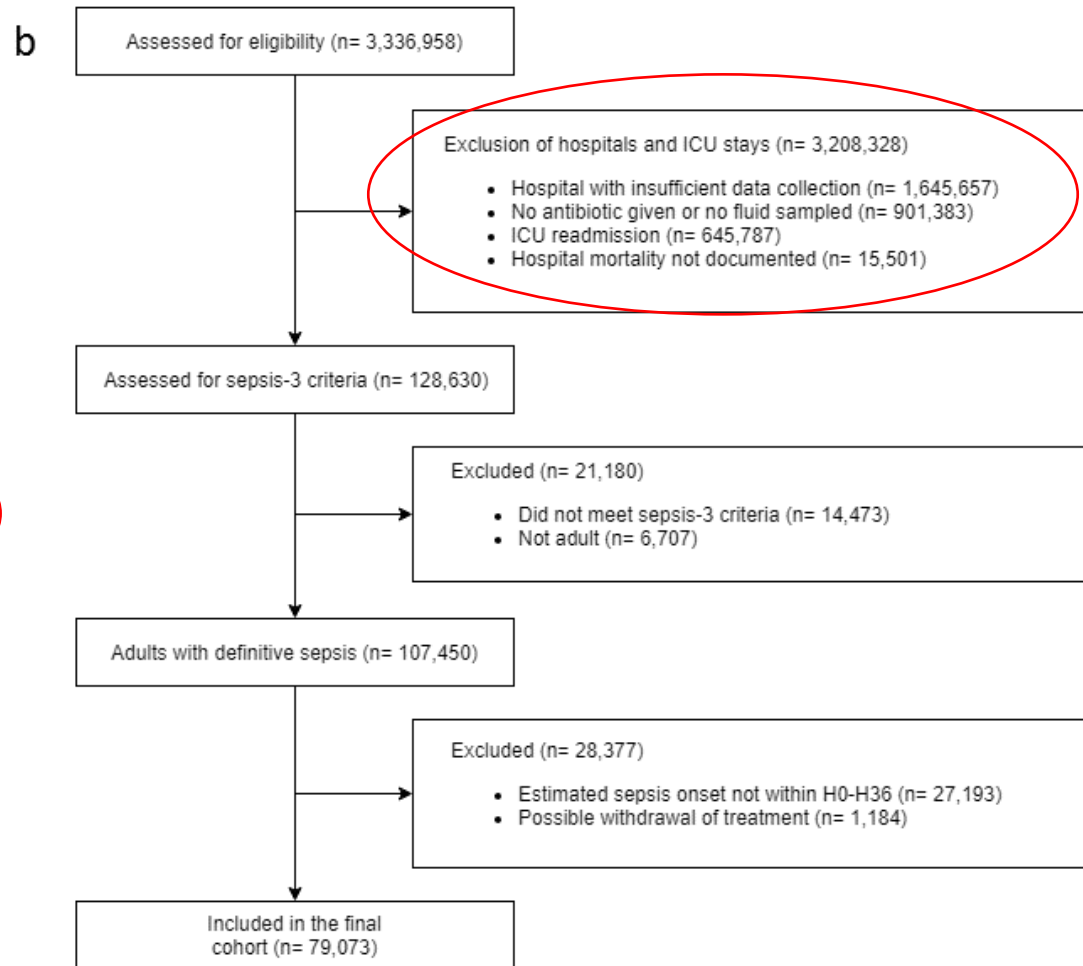 b
Assessed for eligibility (n= 3,336,958)
Exclusion of hospitals and ICU stays (n= 3,208,328)
• Hospital with insufficient data collection (n= 1,645,657)
• No antibiotic given or no fluid sampled (n= 901,383)
• ICU readmission (n= 645,787)
• Hospital mortality not documented (n= 15,501)
Assessed for sepsis-3 criteria (n= 128,630)
Excluded (n= 21,180)
• Did not meet sepsis-3 criteria (n= 14,473)
• Not adult (n= 6,707)
Adults with definitive sepsis (n= 107,450)
Excluded (n= 28,377)
• Estimated sepsis onset not within H0-H36 (n= 27,193)
• Possible withdrawal of treatment (n= 1,184)
Included in the final
cohort (n= 79,073)